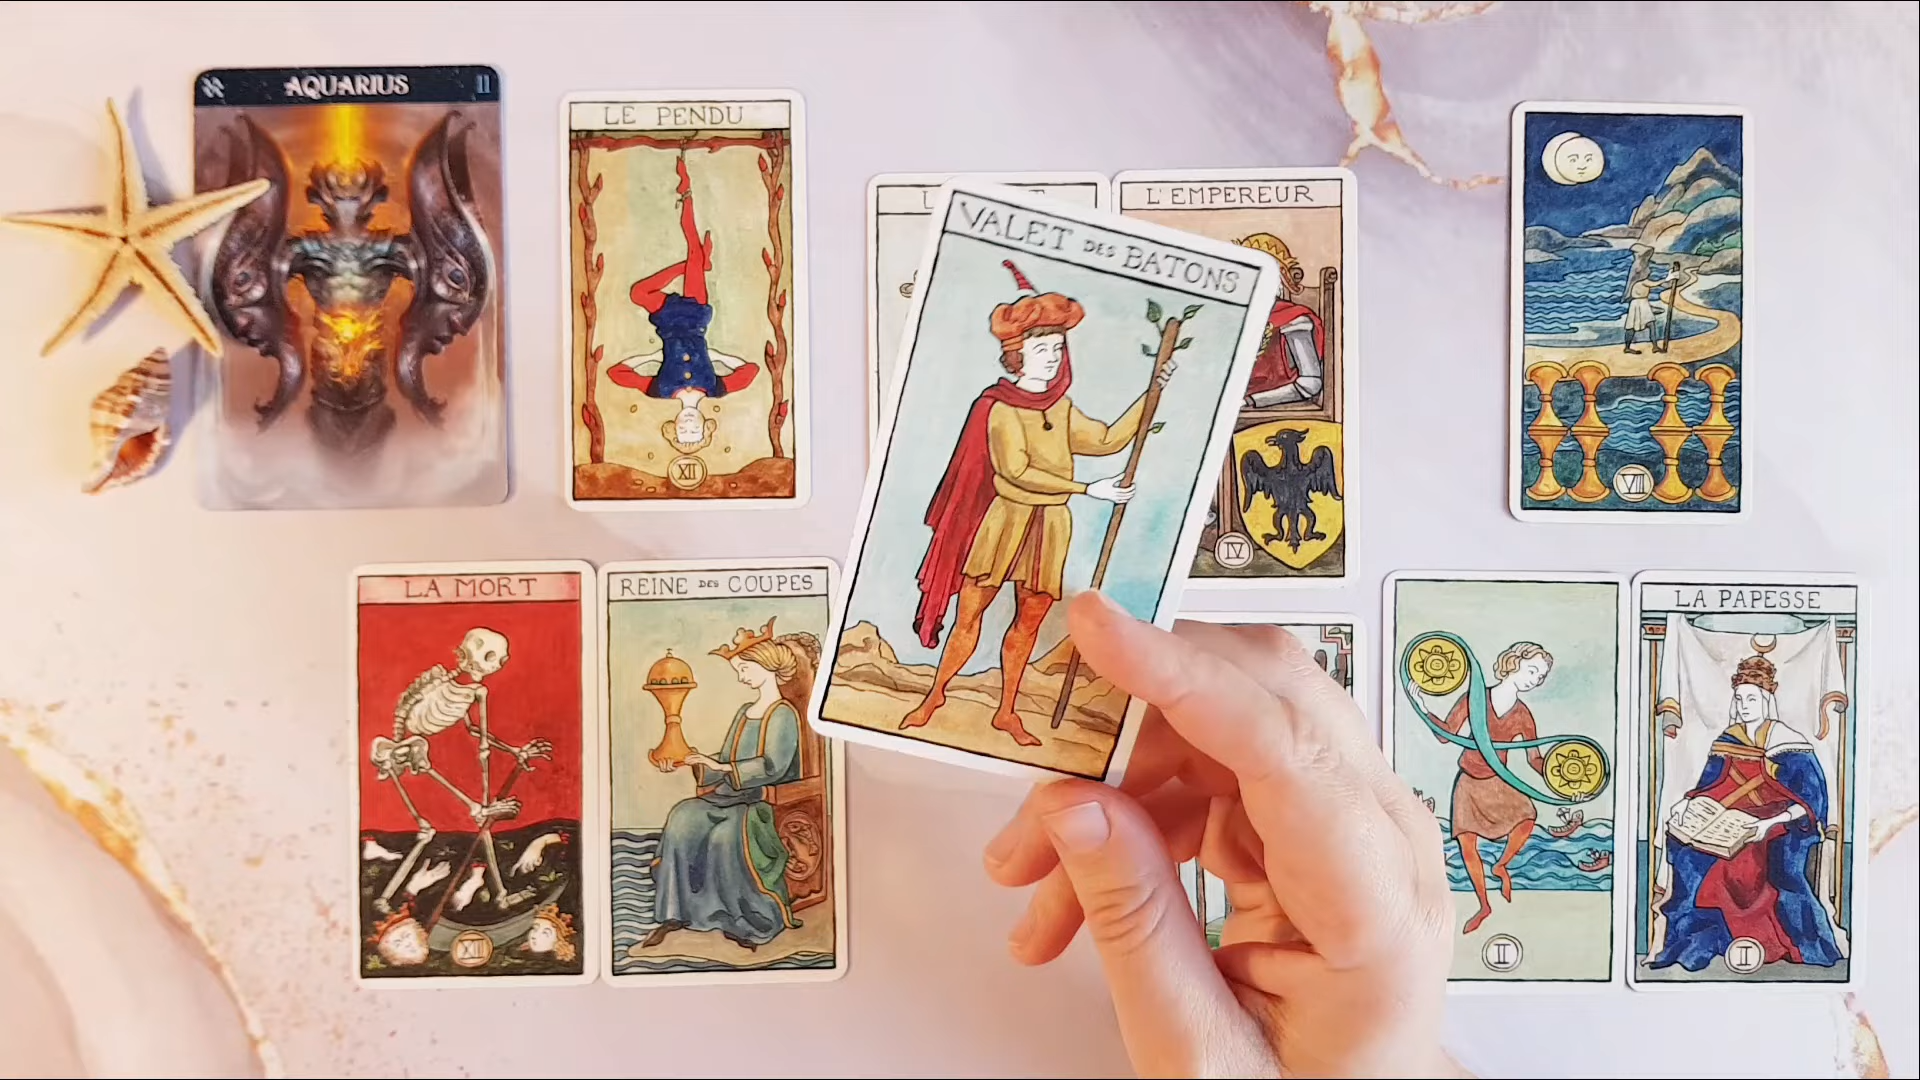 AQUARIUS II
LE PENDU
XII
VALET DES BATONS
L'EMPEREUR
IV
VII
LA MORT
XIII
REINE DES COUPES
II
LA PAPESSE
II